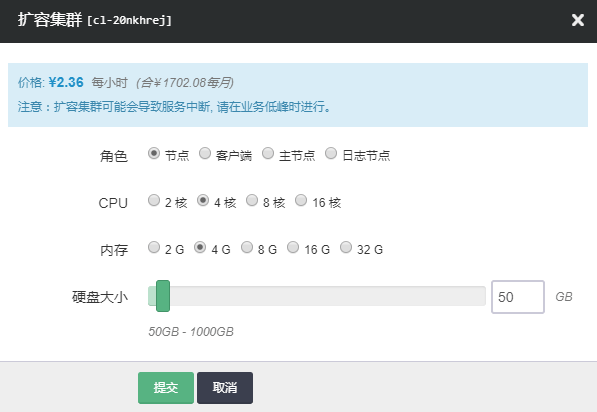 扩容集群 [cl-20nkhrej]
价格: ¥2.36 每小时 (合¥1702.08每月)
注意：扩容集群可能会导致服务中断, 请在业务低峰时进行。
角色 节点 客户端 主节点 日志节点
CPU 2 核 4 核 8 核 16 核
内存 2 G 4 G 8 G 16 G 32 G
硬盘大小 50 GB
50GB - 1000GB
提交 取消